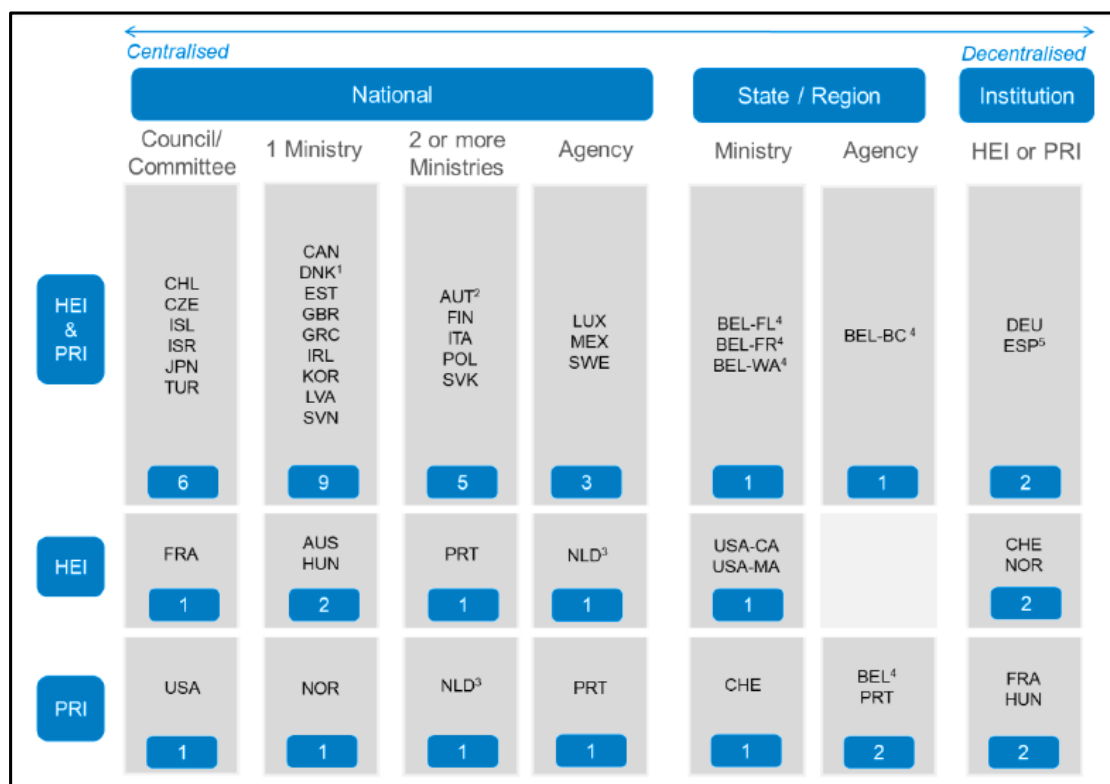 Centralised
Decentralised
National
State / Region
Institution
Council/
Committee
1 Ministry
2 or more
Ministries
Agency
Ministry
Agency
HEI or PRI
HEI
&
PRI
CHL
CZE
ISL
ISR
JPN
TUR
6
CAN
DNK¹
EST
GBR
GRC
IRL
KOR
LVA
SVN
9
AUT²
FIN
ITA
POL
SVK
5
LUX
MEX
SWE
3
BEL-FL⁴
BEL-FR⁴
BEL-WA⁴
1
BEL-BC ⁴
1
DEU
ESP⁵
2
HEI
FRA
1
AUS
HUN
2
PRT
1
NLD³
1
USA-CA
USA-MA
1
CHE
NOR
2
PRI
USA
1
NOR
1
NLD³
1
PRT
1
CHE
1
BEL⁴
PRT
2
FRA
HUN
2